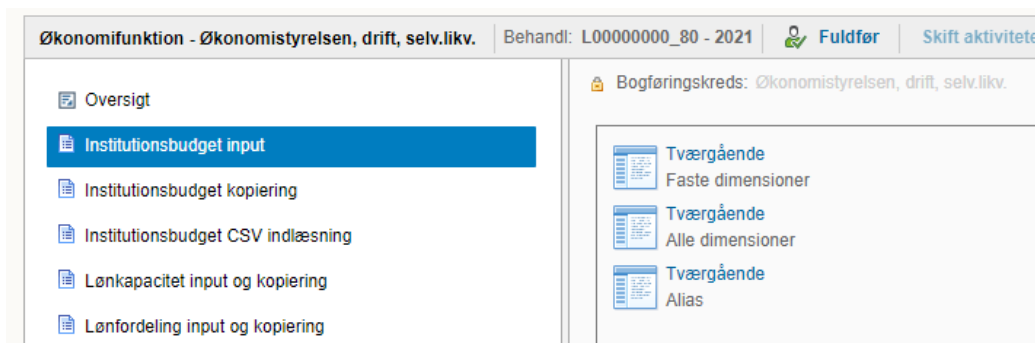 Økonomifunktion - Økonomistyrelsen, drift, selv.likv. Behandl: L00000000_80 - 2021 Fuldfør Skift aktivitete
Oversigt
Institutionsbudget input
Institutionsbudget kopiering
Institutionsbudget CSV indlæsning
Lønkapacitet input og kopiering
Lønfordeling input og kopiering
Bogføringskreds: Økonomistyrelsen, drift, selv.likv.
Tværgående
Faste dimensioner
Tværgående
Alle dimensioner
Tværgående
Alias